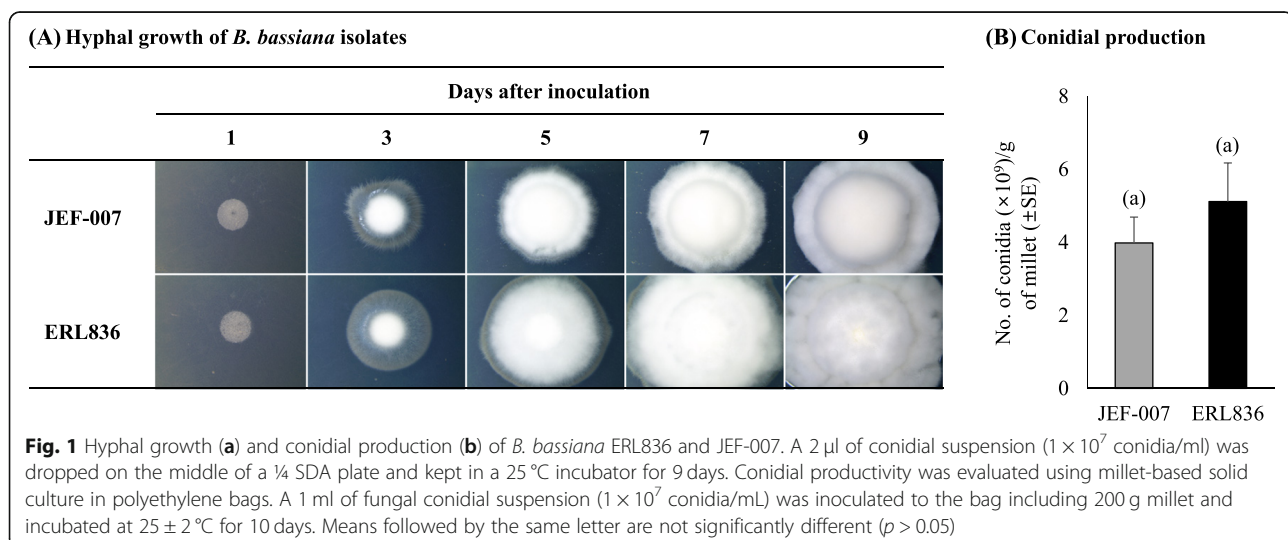 (A) Hyphal growth of B. bassiana isolates
Days after inoculation
1 3 5 7 9
JEF-007
ERL836
(B) Conidial production
No. of conidia (×10⁹)/g
of millet (±SE)
8
6
4
2
0
(a)
(a)
JEF-007 ERL836
Fig. 1 Hyphal growth (a) and conidial production (b) of B. bassiana ERL836 and JEF-007. A 2 μl of conidial suspension (1 × 10⁷ conidia/ml) was
dropped on the middle of a ¼ SDA plate and kept in a 25 °C incubator for 9 days. Conidial productivity was evaluated using millet-based solid
culture in polyethylene bags. A 1 ml of fungal conidial suspension (1 × 10⁷ conidia/mL) was inoculated to the bag including 200 g millet and
incubated at 25 ± 2 °C for 10 days. Means followed by the same letter are not significantly different (p > 0.05)